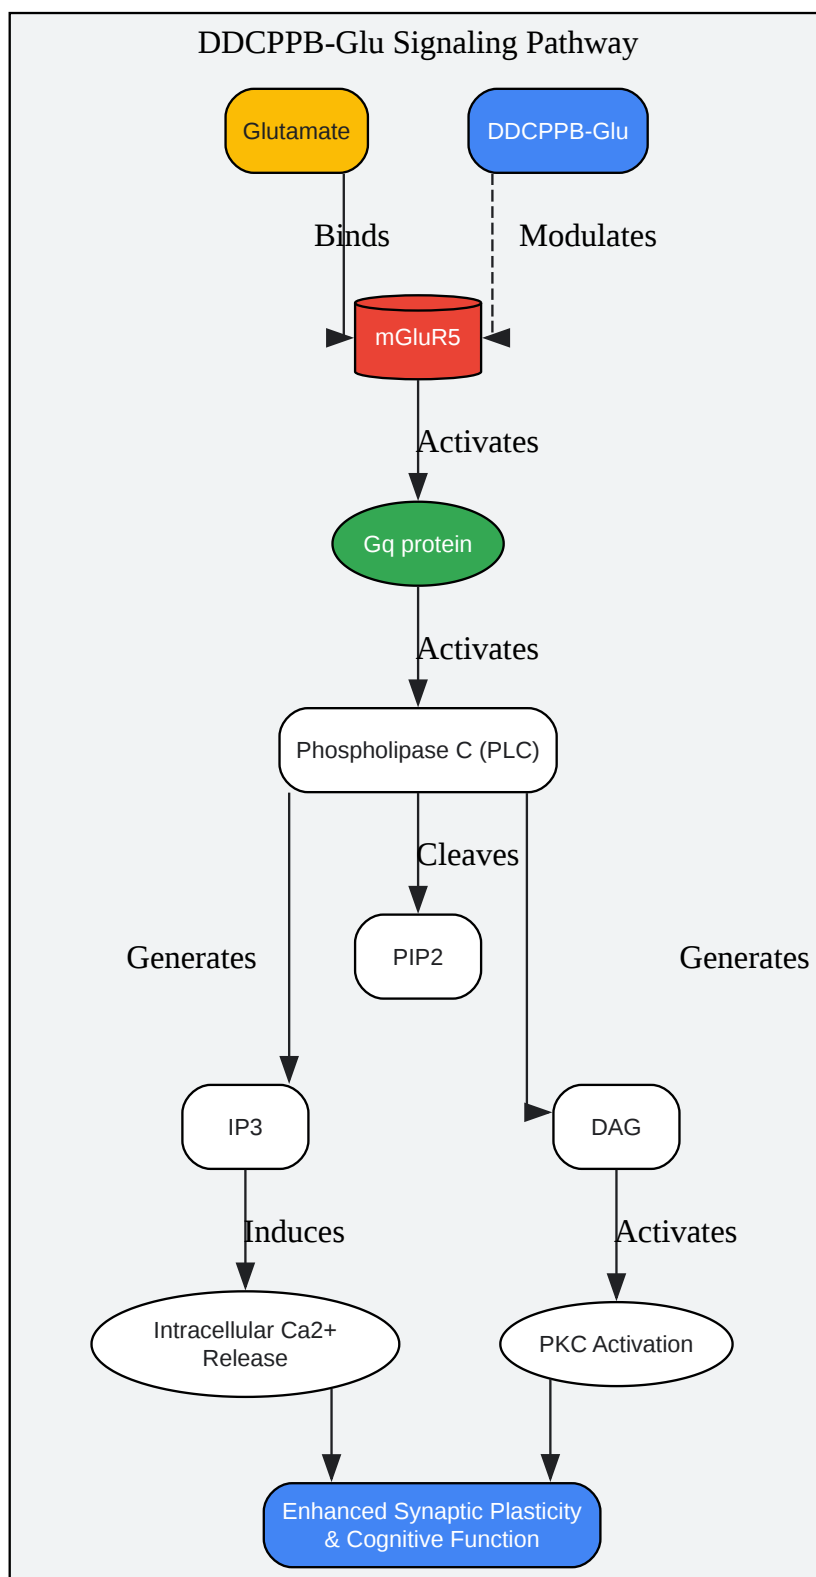 DDCPPB-Glu Signaling Pathway
Glutamate
DDCPPB-Glu
Binds
Modulates
mGluR5
Activates
Gq protein
Activates
Phospholipase C (PLC)
Cleaves
Generates
PIP2
Generates
IP3
DAG
Induces
Activates
Intracellular Ca2+
Release
PKC Activation
Enhanced Synaptic Plasticity
& Cognitive Function